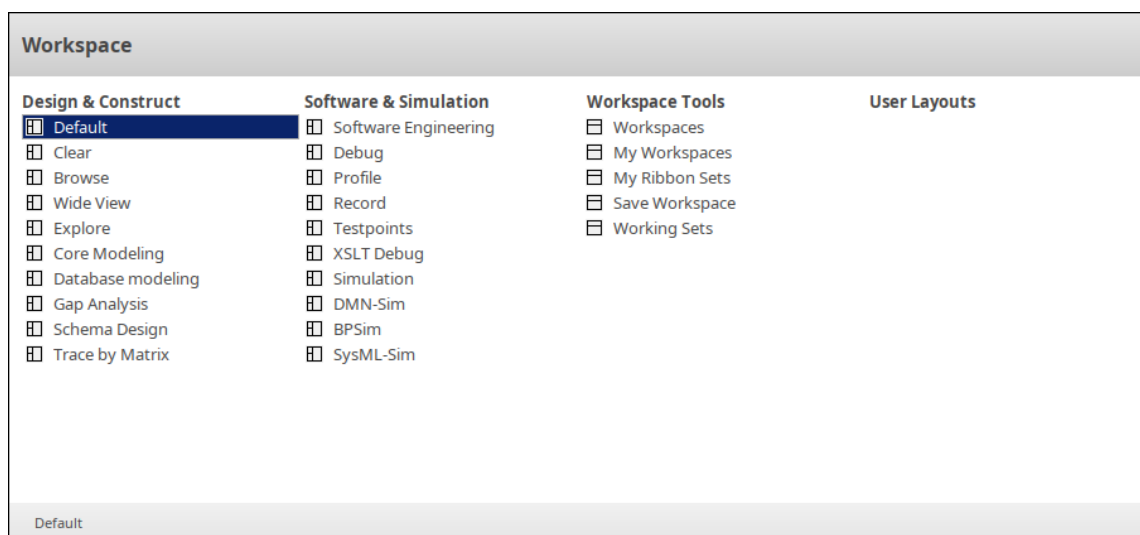 Workspace
Design & Construct
Default
Clear
Browse
Wide View
Explore
Core Modeling
Database modeling
Gap Analysis
Schema Design
Trace by Matrix
Software & Simulation
Software Engineering
Debug
Profile
Record
Testpoints
XSLT Debug
Simulation
DMN-Sim
BPSim
SysML-Sim
Workspace Tools
Workspaces
My Workspaces
My Ribbon Sets
Save Workspace
Working Sets
User Layouts
Default